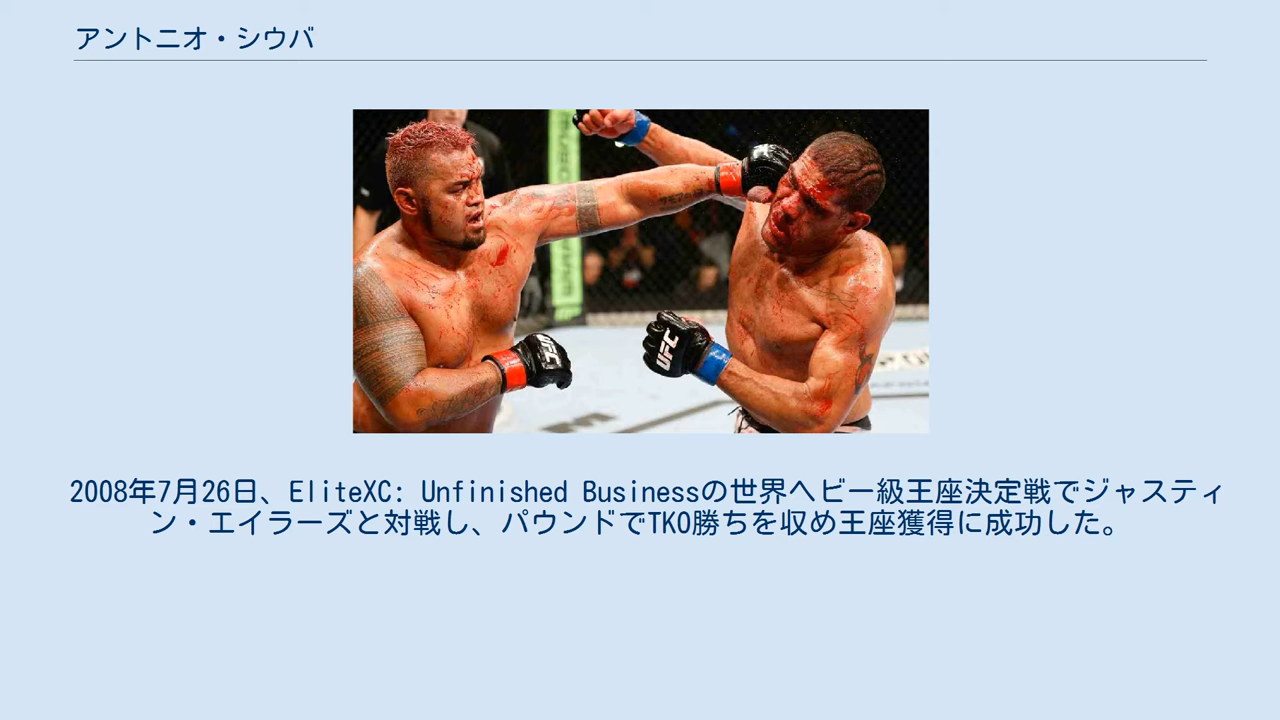 アントニオ・シウバ
UFC
UFC
2008年7月26日、EliteXC: Unfinished Businessの世界ヘビー級王座決定戦でジャスティ
ン・エイラーズと対戦し、パウンドでTKO勝ちを収め王座獲得に成功した。